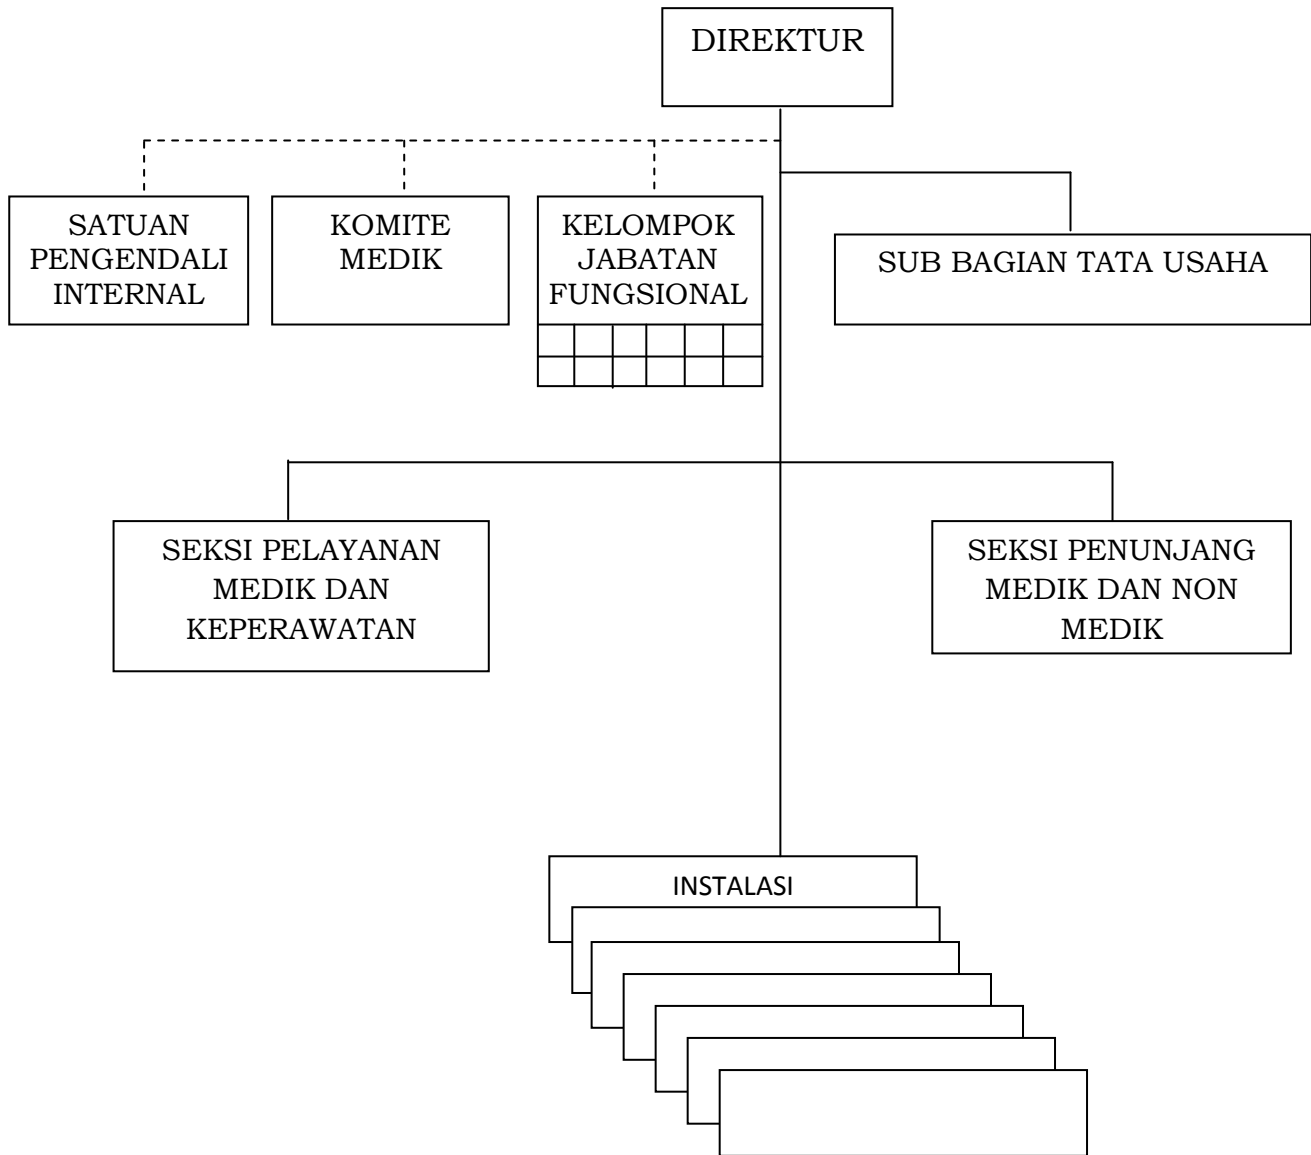 DIREKTUR
SATUAN
PENGENDALI
INTERNAL
KOMITE
MEDIK
KELOMPOK
JABATAN
FUNGSIONAL
SUB BAGIAN TATA USAHA
SEKSI PELAYANAN
MEDIK DAN
KEPERAWATAN
SEKSI PENUNJANG
MEDIK DAN NON
MEDIK
INSTALASI